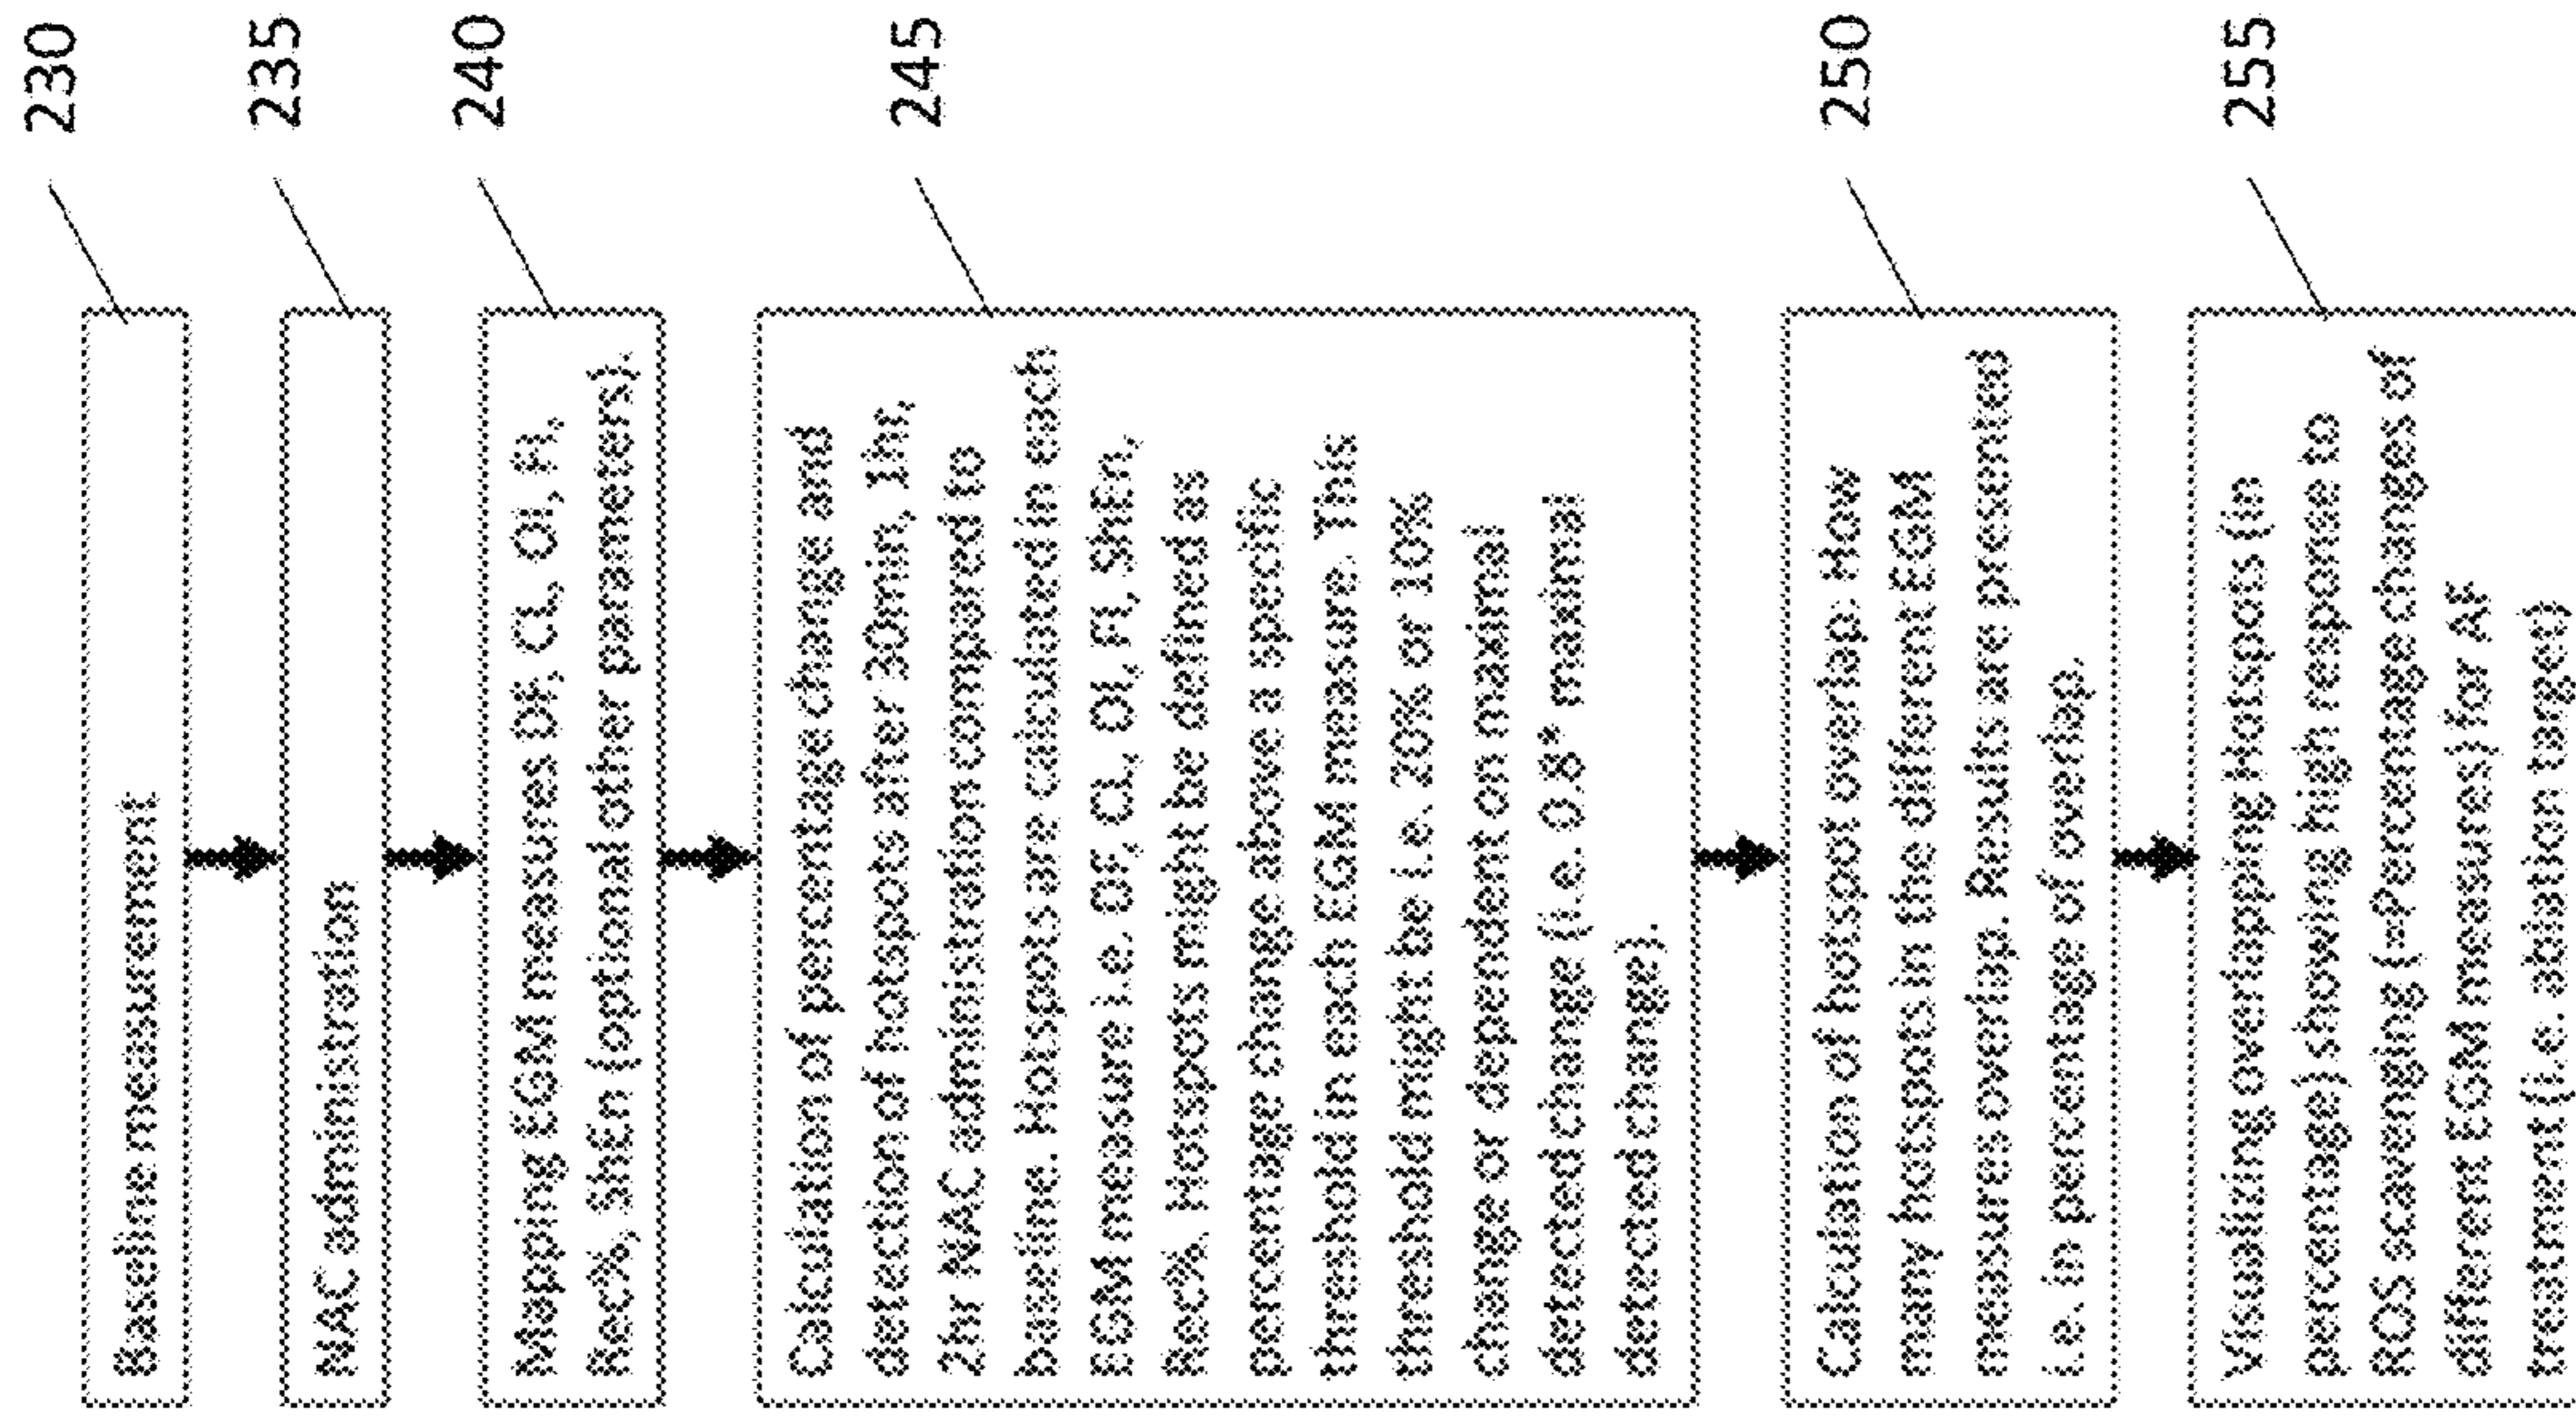 230
Baseline measurement
235
NAC administration
240
Mapping EGM measures DF, CL, OI, FI,
Rec%, ShEn (optional other parameters).
245
Calculation of percentage change and
detection of hotspots after 30min, 1hr,
2hr NAC administration compared to
baseline. Hotspots are calculated in each
EGM measure i.e. DF, CL, OI, FI, ShEn,
Rec%. Hotspots might be defined as
percentage change above a specific
threshold in each EGM measure. This
threshold might be i.e. 20% or 10%
change or dependent on maximal
detected change (i.e. 0.8* maximal
detected change).
250
Calculation of hotspot overlap: How
many hotspots in the different EGM
measures overlap. Results are presented
i.e. in percentage of overlap.
255
Visualizing overlapping Hotspots (in
percentage) showing high response to
ROS scavenging (=Percentage changes of
different EGM measures) for AF
treatment (i.e. ablation target)